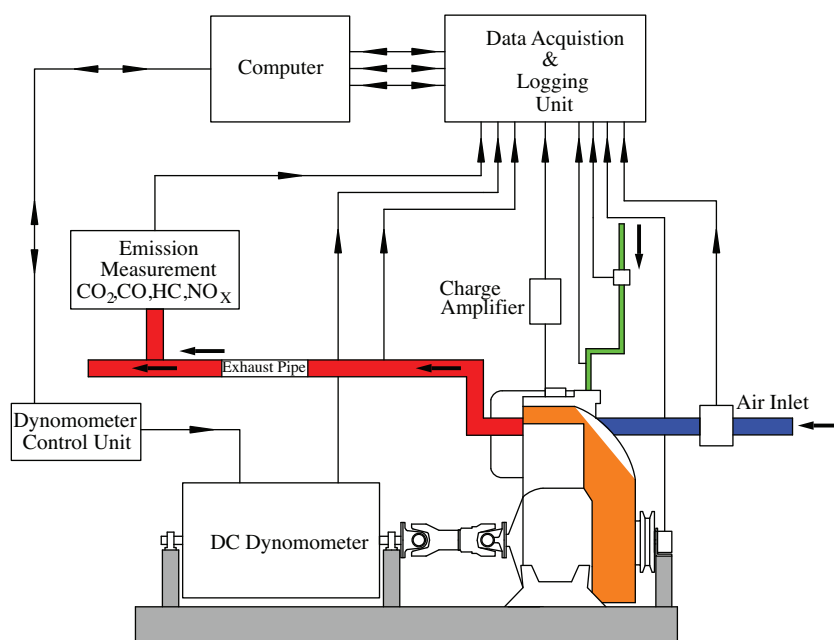 Computer
Data Acquistion
&
Logging
Unit
Emission
Measurement
CO₂,CO,HC,NOX
Charge
Amplifier
Exhaust Pipe
Air Inlet
Dynomometer
Control Unit
DC Dynomometer